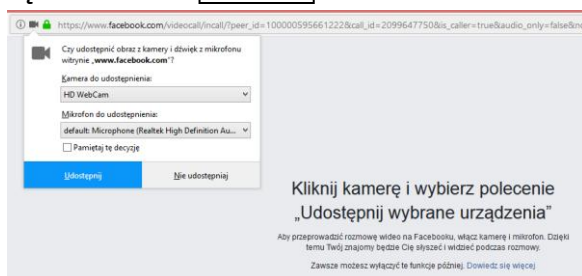 https://www.facebook.com/videocall/incall/?peer_id=100000595661222&call_id=2099647750&is_caller=true&audio_only=false&
Czy udostępnić obraz z kamery i dźwięk z mikrofonu
witrynie „www.facebook.com”?
Kamera do udostępnienia:
HD WebCam
Mikrofon do udostępnienia:
default: Microphone (Realtek High Definition Au...
Pamiętaj tę decyzję
Udostępnij
Nie udostępniaj
Kliknij kamerę i wybierz polecenie
„Udostępnij wybrane urządzenia”
Aby przeprowadzić rozmowę wideo na Facebooku, włącz kamerę i mikrofon. Dzięki
temu Twój znajomy będzie Cię słyszeć i widzieć podczas rozmowy.
Zawsze możesz wyłączyć te funkcje później. Dowiedz się więcej